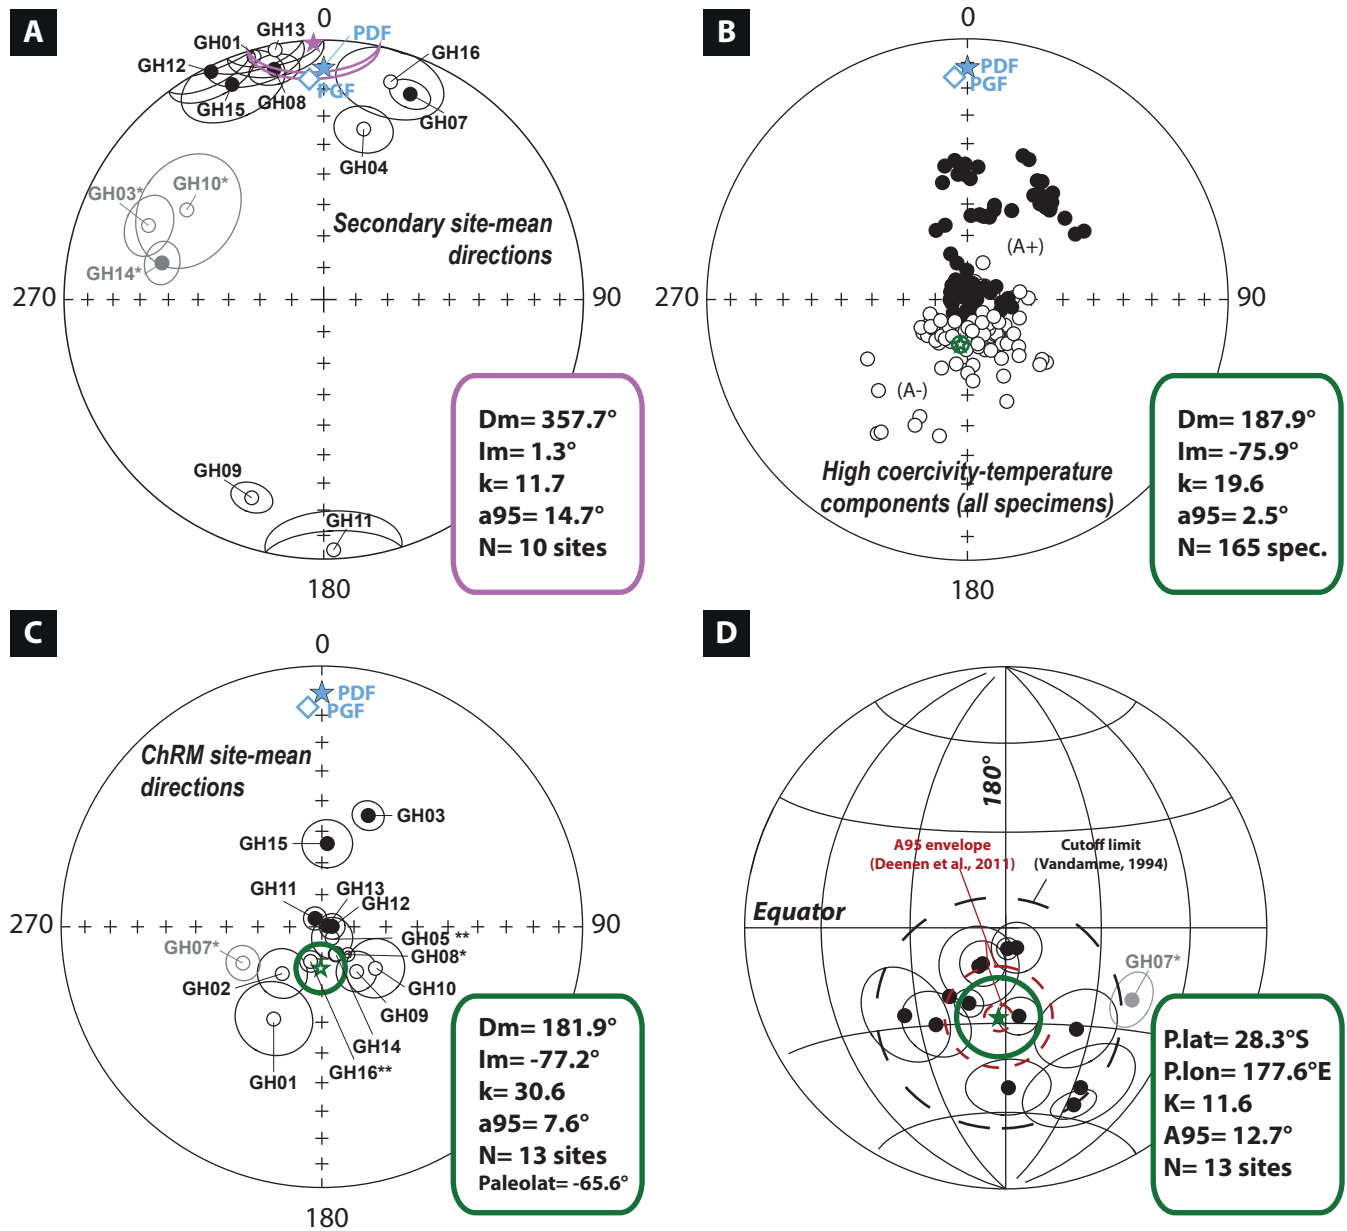 A
0
GH13
GH01
PDF
GH16
GH12
PGF
GH08
GH15
GH07
GH04
GH03*
GH10*
Secondary site-mean
directions
GH14*
270
90
GH09
GH11
180
Dm= 357.7°
Im= 1.3°
k= 11.7
a95= 14.7°
N= 10 sites
B
0
PDF
PGF
(A+)
270
90
(A-)
High coercivity-temperature
components (all specimens)
180
Dm= 187.9°
Im= -75.9°
k= 19.6
a95= 2.5°
N= 165 spec.
C
0
PDF
PGF
ChRM site-mean
directions
GH03
GH15
GH11
GH13
GH12
270
90
GH07*
GH05 **
GH08*
GH02
GH10
GH09
GH14
GH16**
GH01
180
Dm= 181.9°
Im= -77.2°
k= 30.6
a95= 7.6°
N= 13 sites
Paleolat= -65.6°
D
180°
A95 envelope
(Deenen et al., 2011)
Cutoff limit
(Vandamme, 1994)
Equator
GH07*
P.lat= 28.3°S
P.lon= 177.6°E
K= 11.6
A95= 12.7°
N= 13 sites